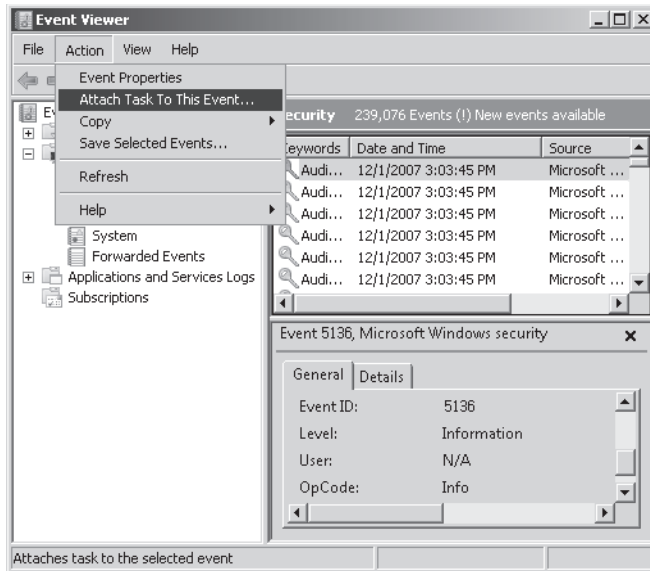 Event Viewer
File Action View Help
Event Properties
Attach Task To This Event...
Copy
Save Selected Events...
Refresh
Help
System
Forwarded Events
Applications and Services Logs
Subscriptions
239,076 Events (!) New events available
Date and Time Source
Audi... 12/1/2007 3:03:45 PM Microsoft ...
Audi... 12/1/2007 3:03:45 PM Microsoft ...
Audi... 12/1/2007 3:03:45 PM Microsoft ...
Audi... 12/1/2007 3:03:45 PM Microsoft ...
Audi... 12/1/2007 3:03:45 PM Microsoft ...
Audi... 12/1/2007 3:03:45 PM Microsoft ...
Event 5136, Microsoft Windows security
General Details
Event ID: 5136
Level: Information
User: N/A
OpCode: Info
Attaches task to the selected event